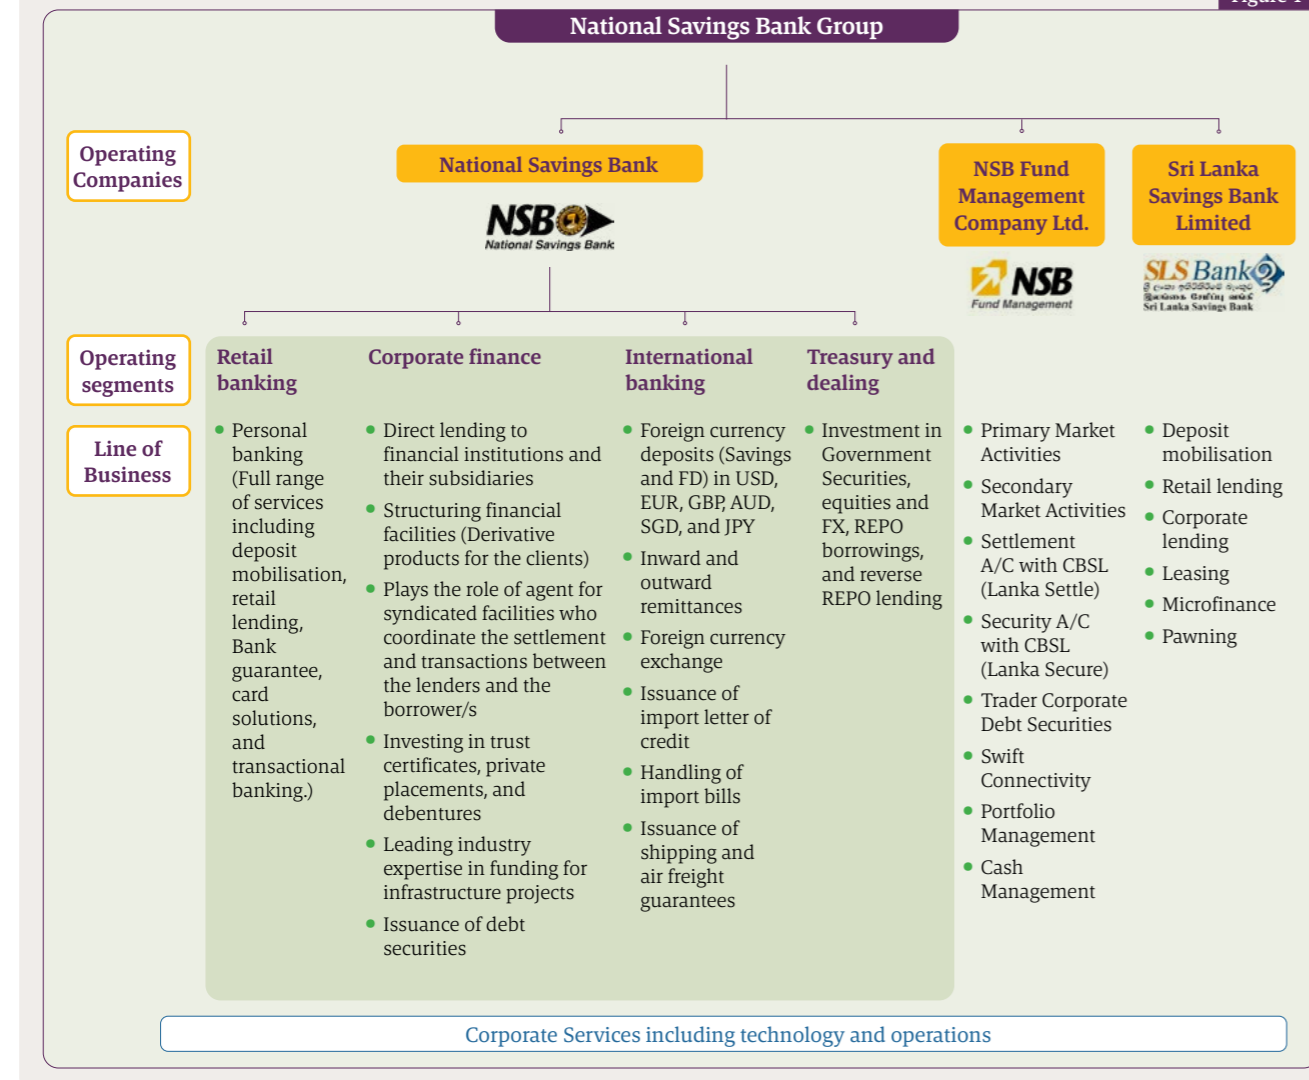 Figure 1
National Savings Bank Group
Operating
Companies
National Savings Bank
NSB
National Savings Bank
NSB Fund
Management
Company Ltd.
NSB
Fund Management
Sri Lanka
Savings Bank
Limited
SLS Bank
ශ්‍රී ලංකා ඉතිරිකිරීමේ බැංකුව
இலங்கை சேமிப்பு வங்கி
Sri Lanka Savings Bank
Operating
segments
Retail
banking
Corporate finance
International
banking
Treasury and
dealing
Line of
Business
• Personal
banking
(Full range
of services
including
deposit
mobilisation,
retail
lending,
Bank
guarantee,
card
solutions,
and
transactional
banking.)
• Direct lending to
financial institutions and
their subsidiaries
• Structuring financial
facilities (Derivative
products for the clients)
• Plays the role of agent for
syndicated facilities who
coordinate the settlement
and transactions between
the lenders and the
borrower/s
• Investing in trust
certificates, private
placements, and
debentures
• Leading industry
expertise in funding for
infrastructure projects
• Issuance of debt
securities
• Foreign currency
deposits (Savings
and FD) in USD,
EUR, GBP, AUD,
SGD, and JPY
• Inward and
outward
remittances
• Foreign currency
exchange
• Issuance of
import letter of
credit
• Handling of
import bills
• Issuance of
shipping and
air freight
guarantees
• Investment in
Government
Securities,
equities and
FX, REPO
borrowings,
and reverse
REPO lending
• Primary Market
Activities
• Secondary
Market Activities
• Settlement
A/C with CBSL
(Lanka Settle)
• Security A/C
with CBSL
(Lanka Secure)
• Trader Corporate
Debt Securities
• Swift
Connectivity
• Portfolio
Management
• Cash
Management
• Deposit
mobilisation
• Retail lending
• Corporate
lending
• Leasing
• Microfinance
• Pawning
Corporate Services including technology and operations